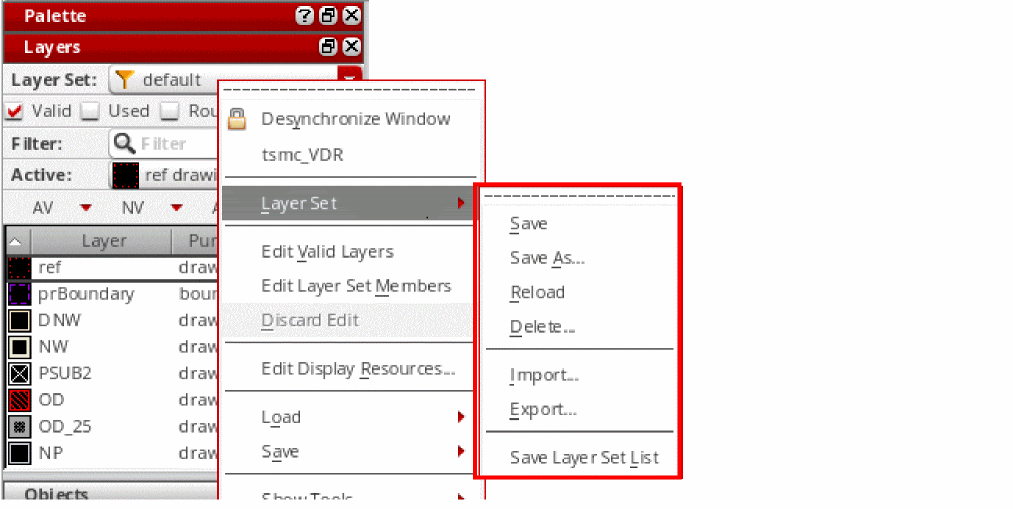 Palette
Layers
Layer Set: default
Valid Used Rou
Filter: Filter
Active: ref drawi
AV NV A
Layer Pur
ref draw
prBoundary boun
DNW draw
NW draw
PSUB2 draw
OD draw
OD_25 draw
NP draw
Objects
Desynchronize Window
tsmc_VDR
Layer Set
Edit Valid Layers
Edit Layer Set Members
Discard Edit
Edit Display Resources...
Load
Save
Show Tools
Save
Save As...
Reload
Delete...
Import...
Export...
Save Layer Set List